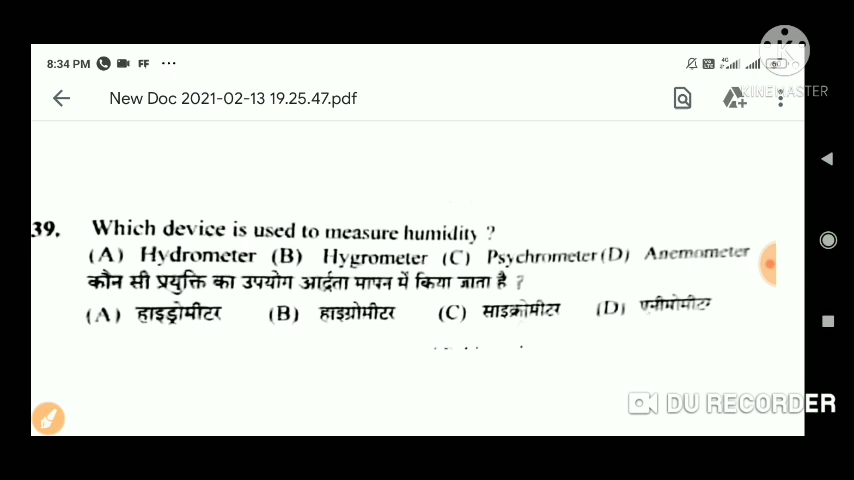 8:34 PM FF ...
KINEMASTER
New Doc 2021-02-13 19.25.47.pdf
39. Which device is used to measure humidity ?
(A) Hydrometer (B) Hygrometer (C) Psychrometer (D) Anemometer
कौन सी प्रयुक्ति का उपयोग आर्द्रता मापन में किया जाता है ?
(A) हाइड्रोमीटर (B) हाइग्रोमीटर (C) साइक्रोमीटर (D) एनीमोमीटर
DU RECORDER